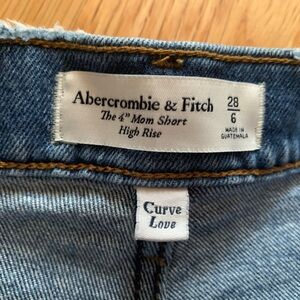 Abercrombie & Fitch
The 4" Mom Short
High Rise
28
6
MADE IN
GUATEMALA
Curve
Love